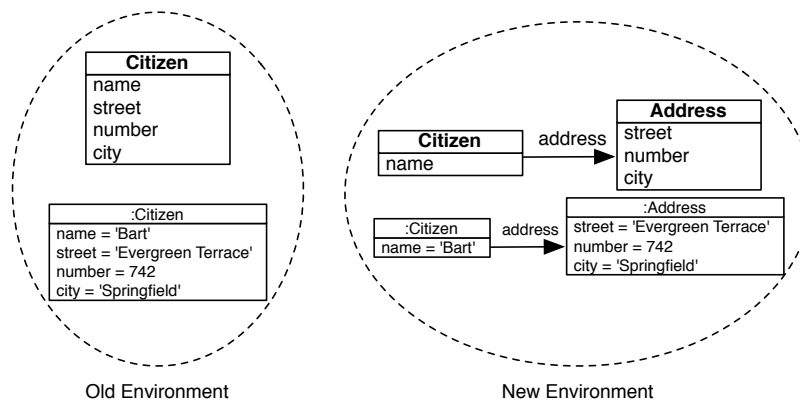 Citizen
name
street
number
city
:Citizen
name = 'Bart'
street = 'Evergreen Terrace'
number = 742
city = 'Springfield'
Old Environment
Citizen
name
address
Address
street
number
city
:Citizen
name = 'Bart'
address
:Address
street = 'Evergreen Terrace'
number = 742
city = 'Springfield'
New Environment